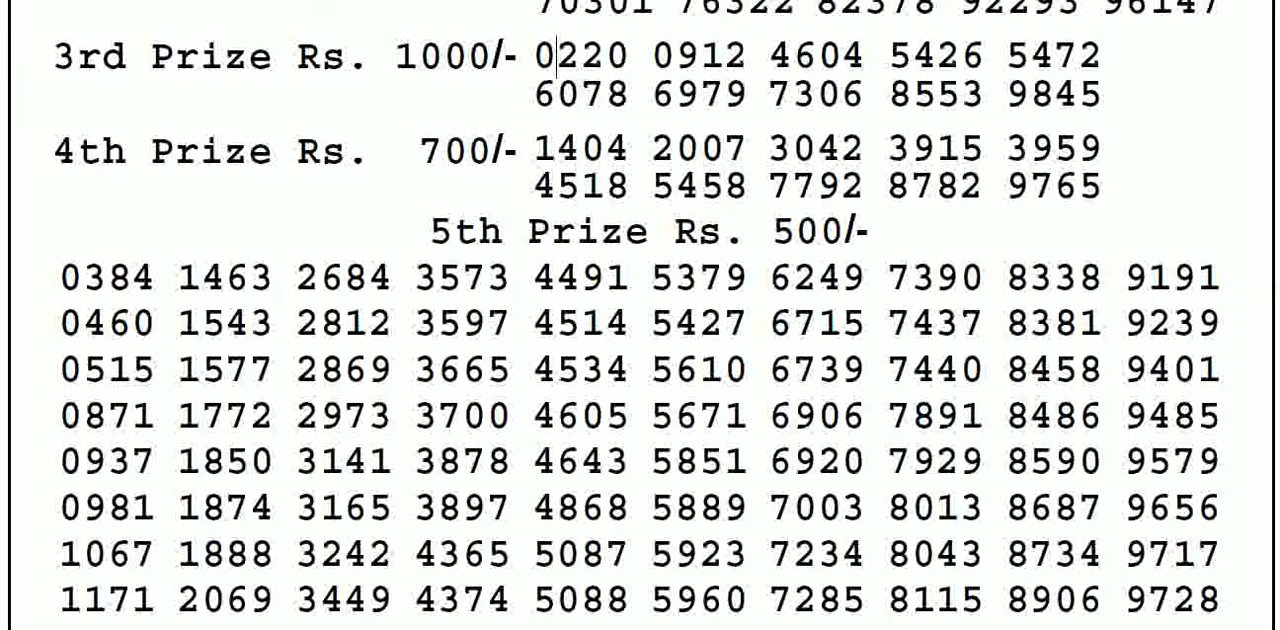 70301 76322 82378 92293 96147
3rd Prize Rs. 1000/- 0220 0912 4604 5426 5472
6078 6979 7306 8553 9845
4th Prize Rs. 700/- 1404 2007 3042 3915 3959
4518 5458 7792 8782 9765
5th Prize Rs. 500/-
0384 1463 2684 3573 4491 5379 6249 7390 8338 9191
0460 1543 2812 3597 4514 5427 6715 7437 8381 9239
0515 1577 2869 3665 4534 5610 6739 7440 8458 9401
0871 1772 2973 3700 4605 5671 6906 7891 8486 9485
0937 1850 3141 3878 4643 5851 6920 7929 8590 9579
0981 1874 3165 3897 4868 5889 7003 8013 8687 9656
1067 1888 3242 4365 5087 5923 7234 8043 8734 9717
1171 2069 3449 4374 5088 5960 7285 8115 8906 9728